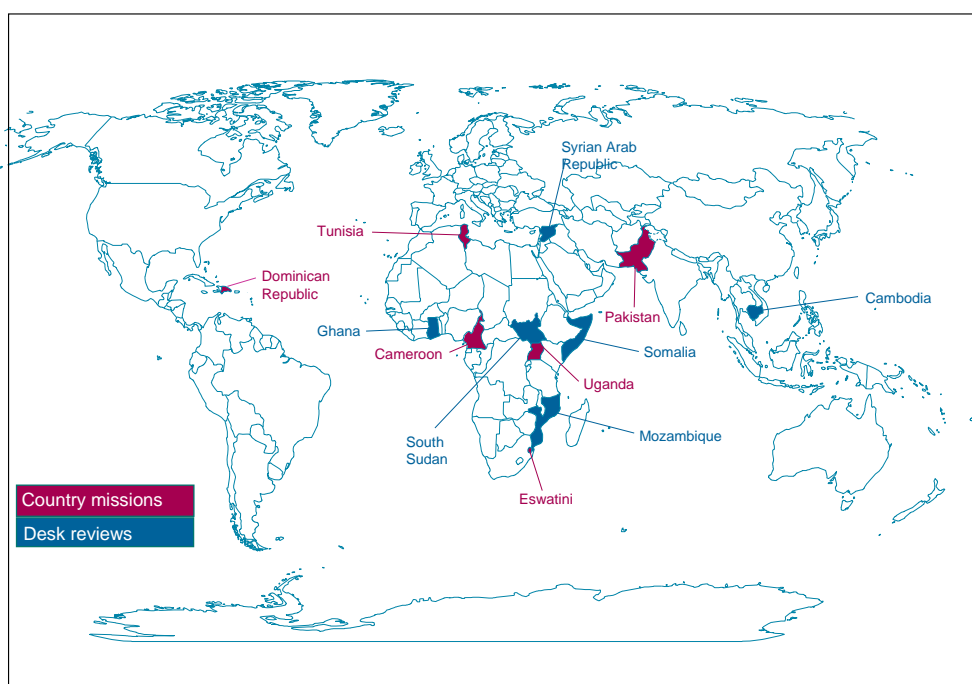 Syrian Arab
Republic
Tunisia
Dominican
Republic
Ghana
Cameroon
Pakistan
Cambodia
Somalia
Uganda
South
Sudan
Mozambique
Eswatini
Country missions
Desk reviews